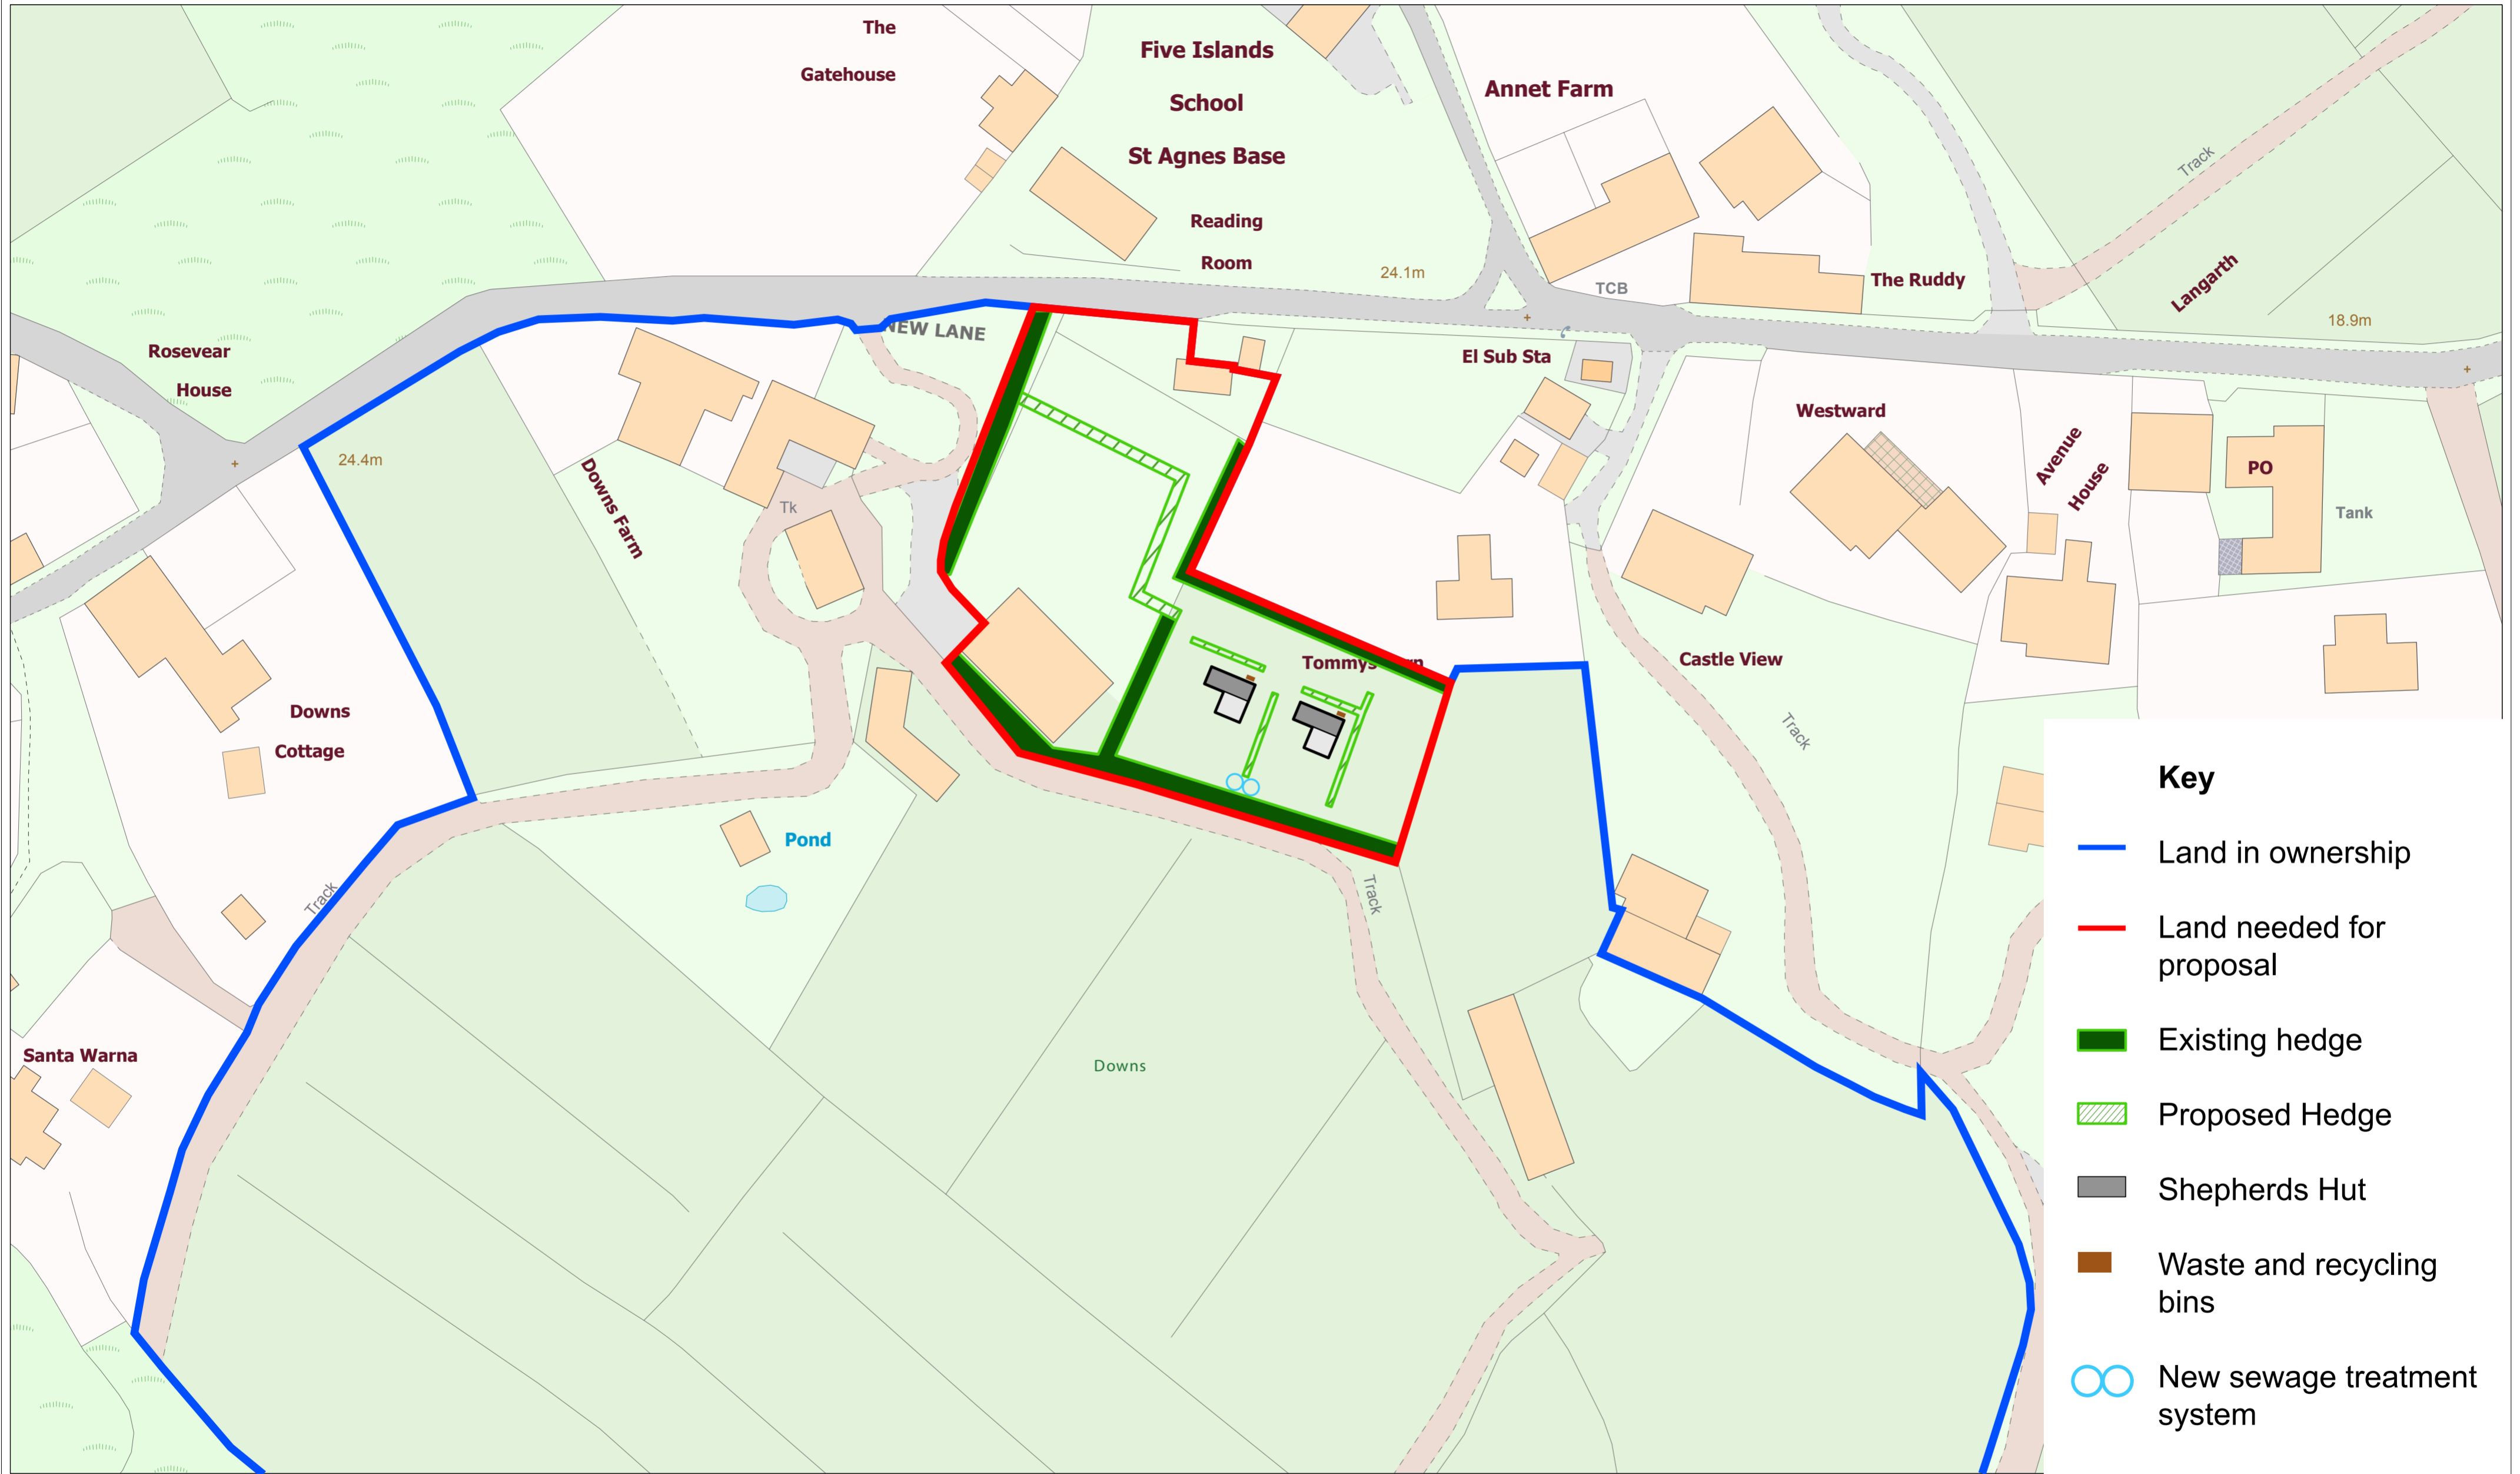 The
Gatehouse
Five Islands
School
St Agnes Base
Reading
Room
Annet Farm
Track
24.1m
TCB
The Ruddy
Langarth
18.9m
NEW LANE
Rosevear
House
El Sub Sta
24.4m
Westward
Avenue
House
PO
Tank
Downs Farm
Tk
Tommys
Castle View
Downs
Cottage
Track
Pond
Track
Track
Santa Warna
Downs
Key
Land in ownership
Land needed for
proposal
Existing hedge
Proposed Hedge
Shepherds Hut
Waste and recycling
bins
New sewage treatment
system